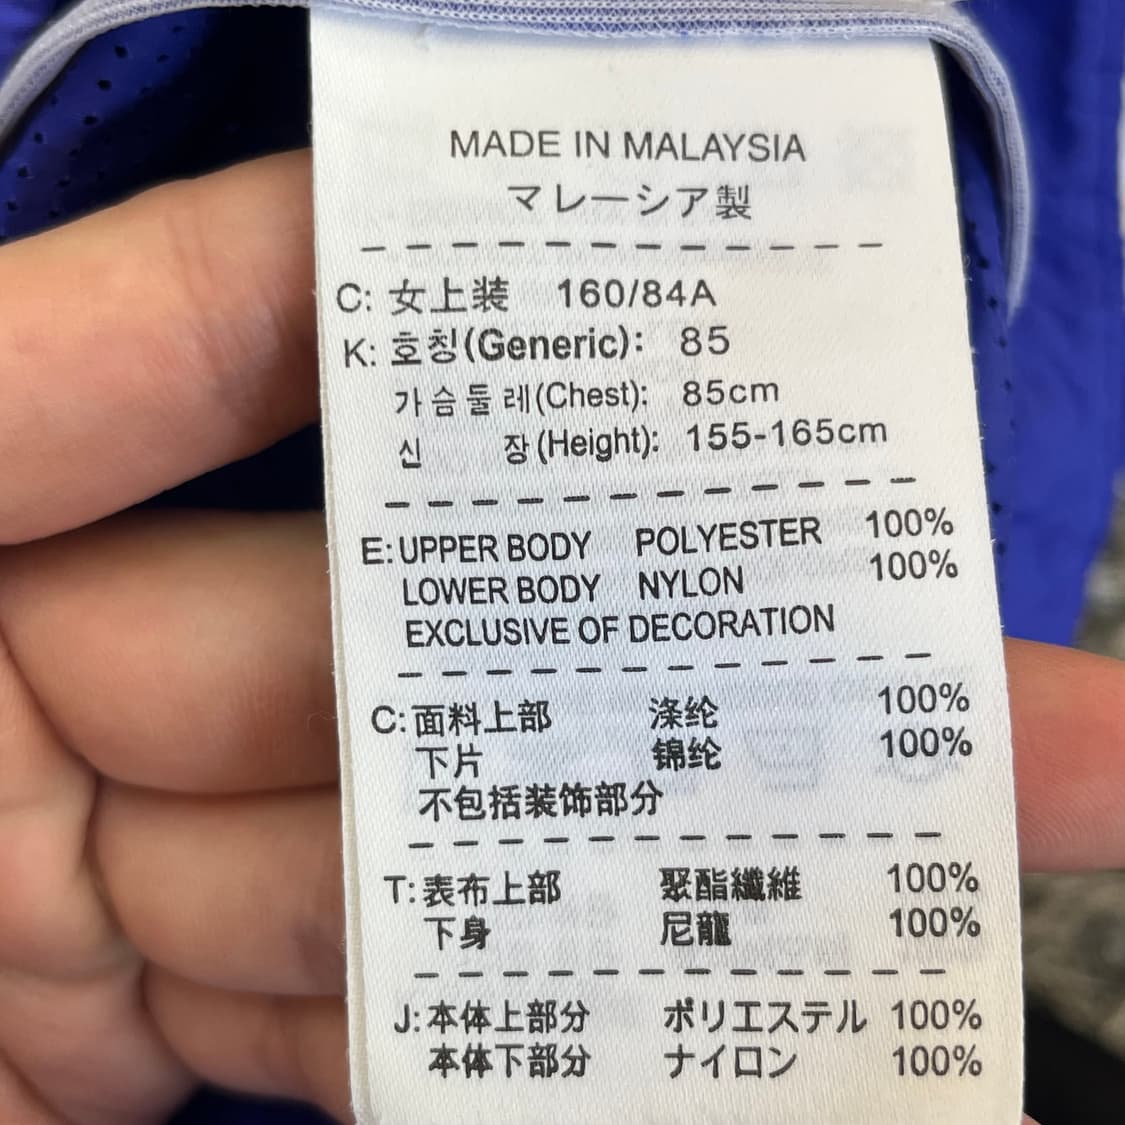 MADE IN MALAYSIA
マレーシア製
C: 女上装 160/84A
K: 호칭(Generic): 85
가슴둘레(Chest): 85cm
신 장(Height): 155-165cm
E: UPPER BODY POLYESTER 100%
LOWER BODY NYLON 100%
EXCLUSIVE OF DECORATION
C: 面料上部 涤纶 100%
下片 锦纶 100%
不包括装饰部分
T: 表布上部 聚酯纖維 100%
下身 尼龍 100%
J: 本体上部分 ポリエステル 100%
本体下部分 ナイロン 100%